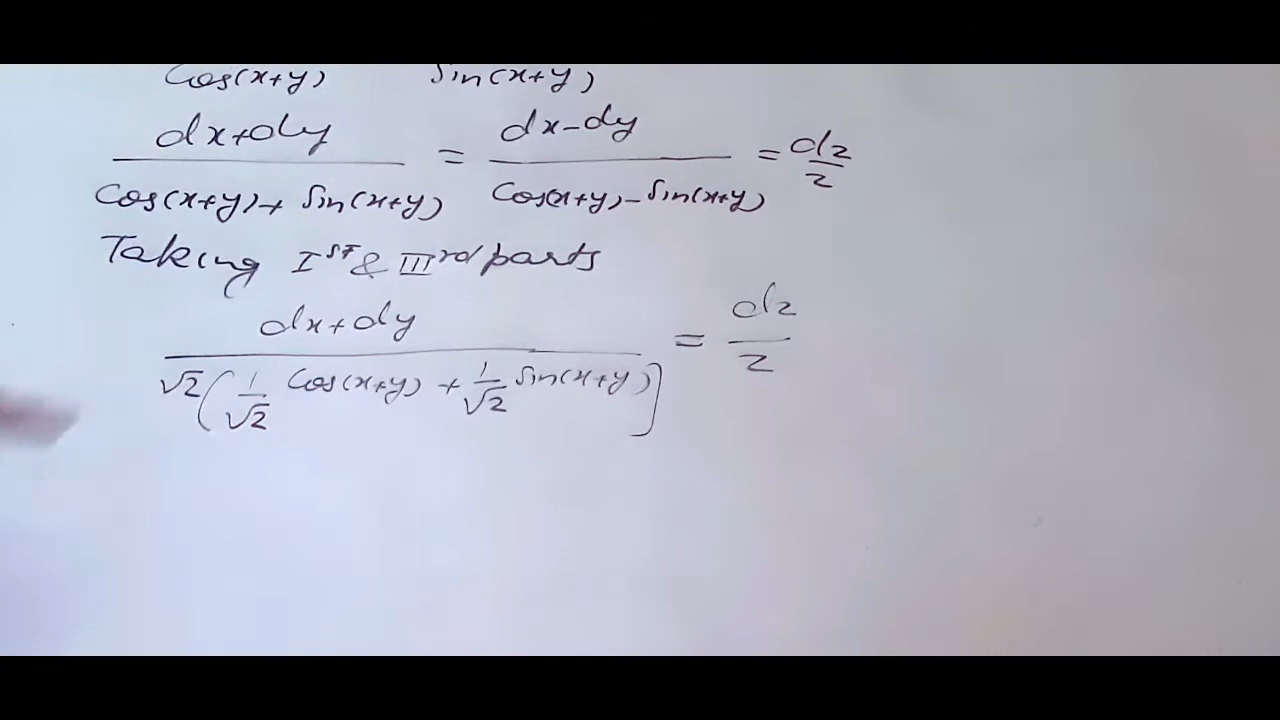 Cos(x+y) Sin(x+y)
dx+dy / Cos(x+y)+ Sin(x+y) = dx-dy / Cos(x+y)-Sin(x+y) = dz/z
Taking Iˢᵗ & IIIʳᵈ parts
dx+dy / √2(1/√2 Cos(x+y) + 1/√2 Sin(x+y)] = dz/z